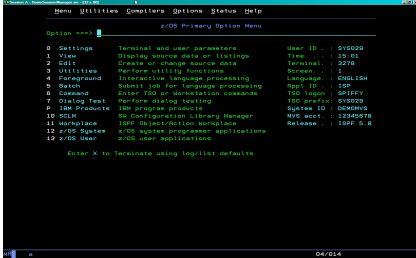 Menu Utilities Compilers Options Status Help
z/OS Primary Option Menu
Option ===>
0 Settings Terminal and user parameters User ID . : SYS028
1 View Display source data or listings Time. . . : 15:01
2 Edit Create or change source data Terminal. : 3278
3 Utilities Perform utility functions Screen. . : 1
4 Foreground Interactive language processing Language. : ENGLISH
5 Batch Submit job for language processing Appl ID . : ISP
6 Command Enter TSO or Workstation commands TSO logon : SPIFFY
7 Dialog Test Perform dialog testing TSO prefix: SYS028
P IBM Products IBM program products System ID : DEMOMVS
10 SCLM SW Configuration Library Manager MVS acct. : 12345678
11 Workplace ISPF Object/Action Workplace Release . : ISPF 5.8
12 z/OS System z/OS system programmer applications
13 z/OS User z/OS user applications
Enter X to Terminate using log/list defaults
04/014